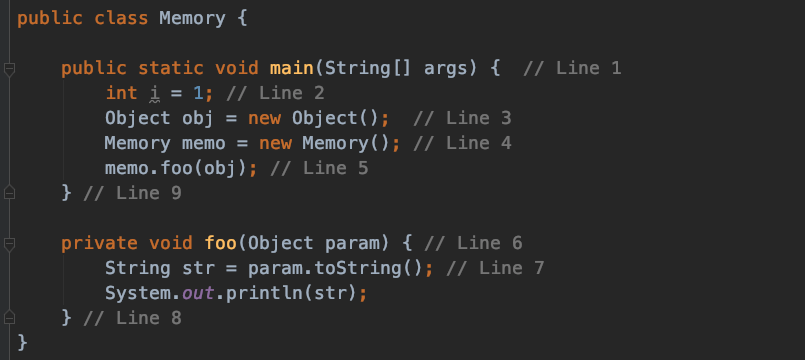 public class Memory {
public static void main(String[] args) {  // Line 1
int i = 1; // Line 2
Object obj = new Object();  // Line 3
Memory memo = new Memory(); // Line 4
memo.foo(obj); // Line 5
} // Line 9
private void foo(Object param) { // Line 6
String str = param.toString(); // Line 7
System.out.println(str);
} // Line 8
}